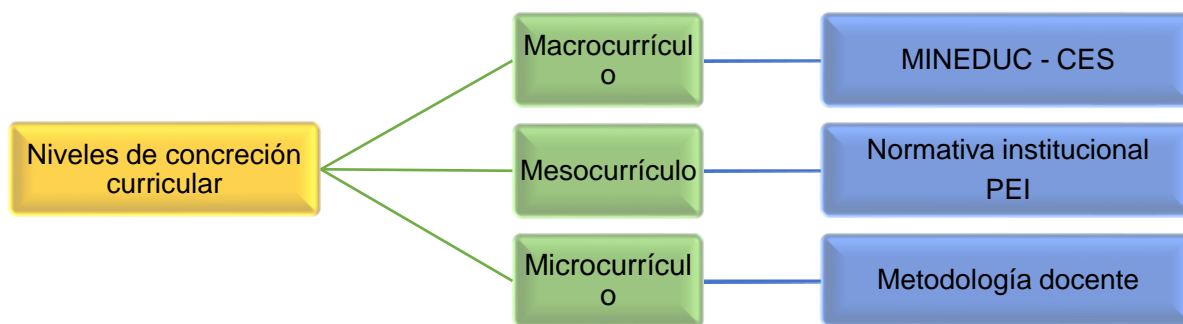 Niveles de concreción
curricular
Macrocurrícul
o
MINEDUC - CES
Mesocurrículo
Normativa institucional
PEI
Microcurrícul
o
Metodología docente